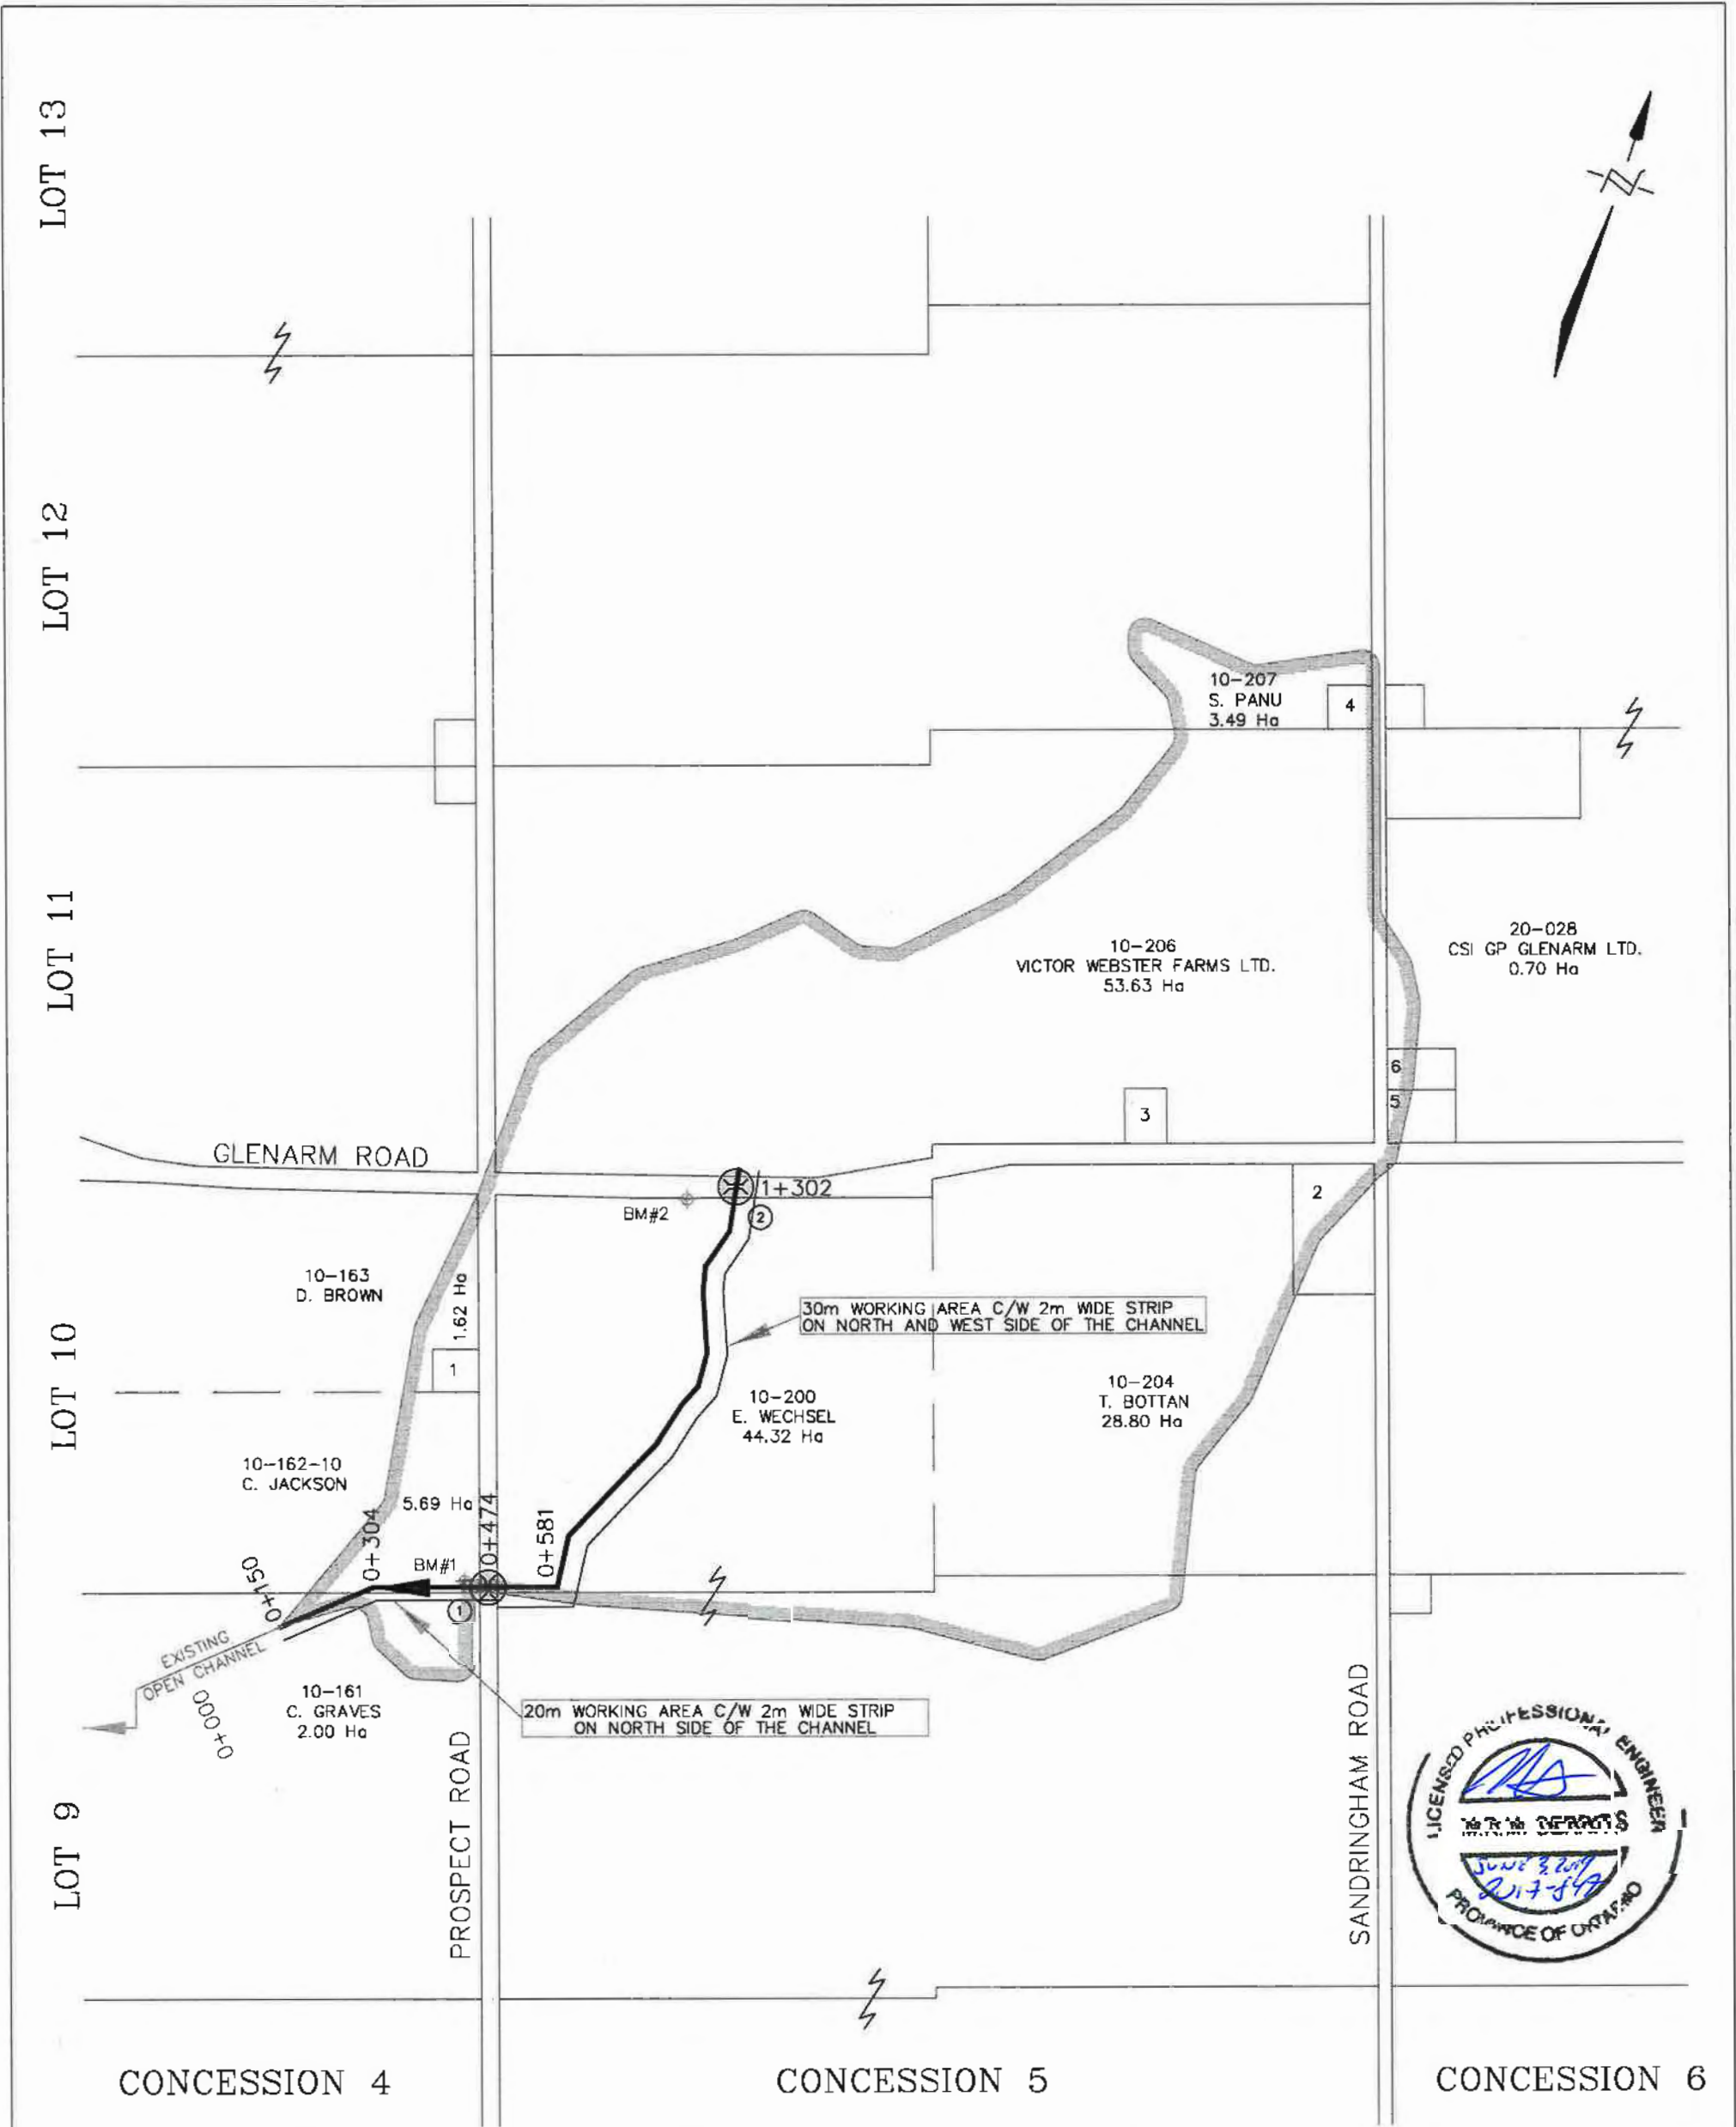 LOT 13
LOT 12
LOT 11
LOT 10
LOT 9
N
10-207
S. PANU
3.49 Ha
4
10-206
VICTOR WEBSTER FARMS LTD.
53.63 Ha
20-028
CSI GP GLENARM LTD.
0.70 Ha
6
5
3
GLENARM ROAD
1+302
BM#2
2
2
10-163
D. BROWN
1.62 Ha
1
30m WORKING AREA C/W 2m WIDE STRIP
ON NORTH AND WEST SIDE OF THE CHANNEL
10-200
E. WECHSEL
44.32 Ha
10-204
T. BOTTAN
28.80 Ha
10-162-10
C. JACKSON
5.69 Ha
0+304
0+474
0+581
BM#1
0+150
1
EXISTING
OPEN CHANNEL
0+000
10-161
C. GRAVES
2.00 Ha
20m WORKING AREA C/W 2m WIDE STRIP
ON NORTH SIDE OF THE CHANNEL
PROSPECT ROAD
SANDRINGHAM ROAD
LICENSED PROFESSIONAL ENGINEER
JUNE 3, 2019
PROVINCE OF ONTARIO
CONCESSION 4
CONCESSION 5
CONCESSION 6